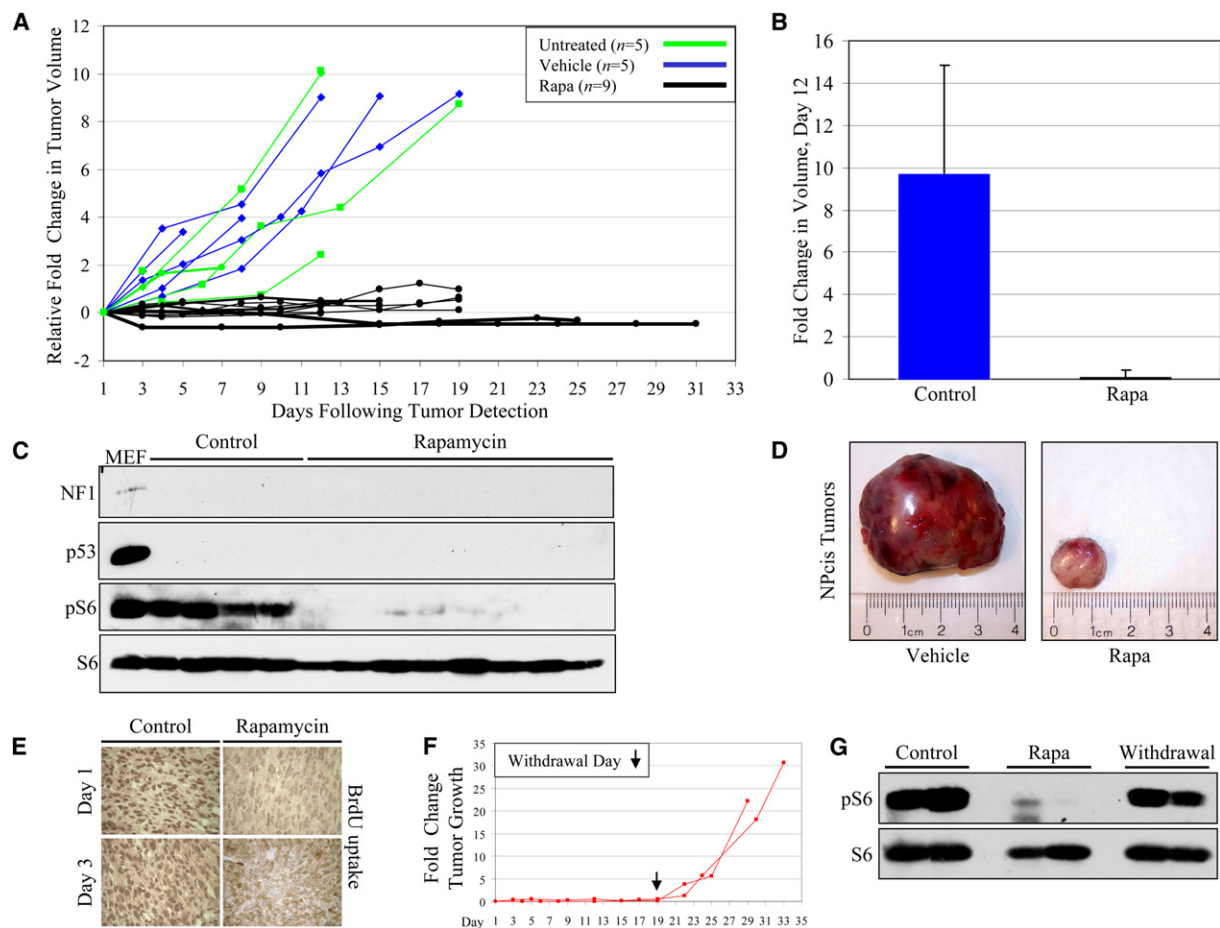 A
Relative Fold Change in Tumor Volume
12
10
8
6
4
2
0
-2
1 3 5 7 9 11 13 15 17 19 21 23 25 27 29 31 33
Days Following Tumor Detection
Untreated (n=5)
Vehicle (n=5)
Rapa (n=9)
B
Fold Change in Volume, Day 12
16
14
12
10
8
6
4
2
0
Control Rapa
C
Control Rapamycin
MEF
NF1
p53
pS6
S6
D
NPcis Tumors
0 1cm 2 3 4
0 1cm 2 3 4
Vehicle Rapa
E
Control Rapamycin
Day 1
Day 3
BrdU uptake
F
Fold Change
Tumor Growth
35
30
25
20
15
10
5
0
Withdrawal Day
Day 1 3 5 7 9 11 13 15 17 19 21 23 25 27 29 31 33 35
G
Control Rapa Withdrawal
pS6
S6